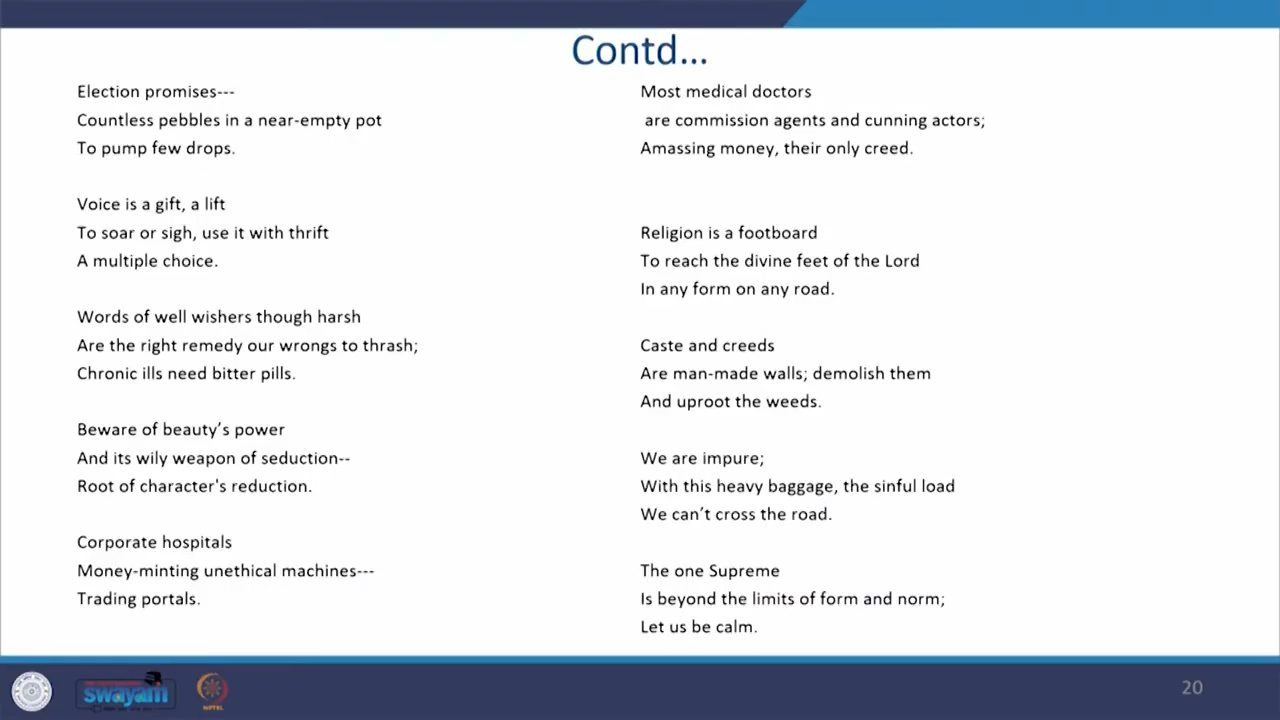 Contd...
Election promises---
Countless pebbles in a near-empty pot
To pump few drops.
Voice is a gift, a lift
To soar or sigh, use it with thrift
A multiple choice.
Words of well wishers though harsh
Are the right remedy our wrongs to thrash;
Chronic ills need bitter pills.
Beware of beauty’s power
And its wily weapon of seduction--
Root of character's reduction.
Corporate hospitals
Money-minting unethical machines---
Trading portals.
Most medical doctors
are commission agents and cunning actors;
Amassing money, their only creed.
Religion is a footboard
To reach the divine feet of the Lord
In any form on any road.
Caste and creeds
Are man-made walls; demolish them
And uproot the weeds.
We are impure;
With this heavy baggage, the sinful load
We can’t cross the road.
The one Supreme
Is beyond the limits of form and norm;
Let us be calm.
swayam
NPTEL
20